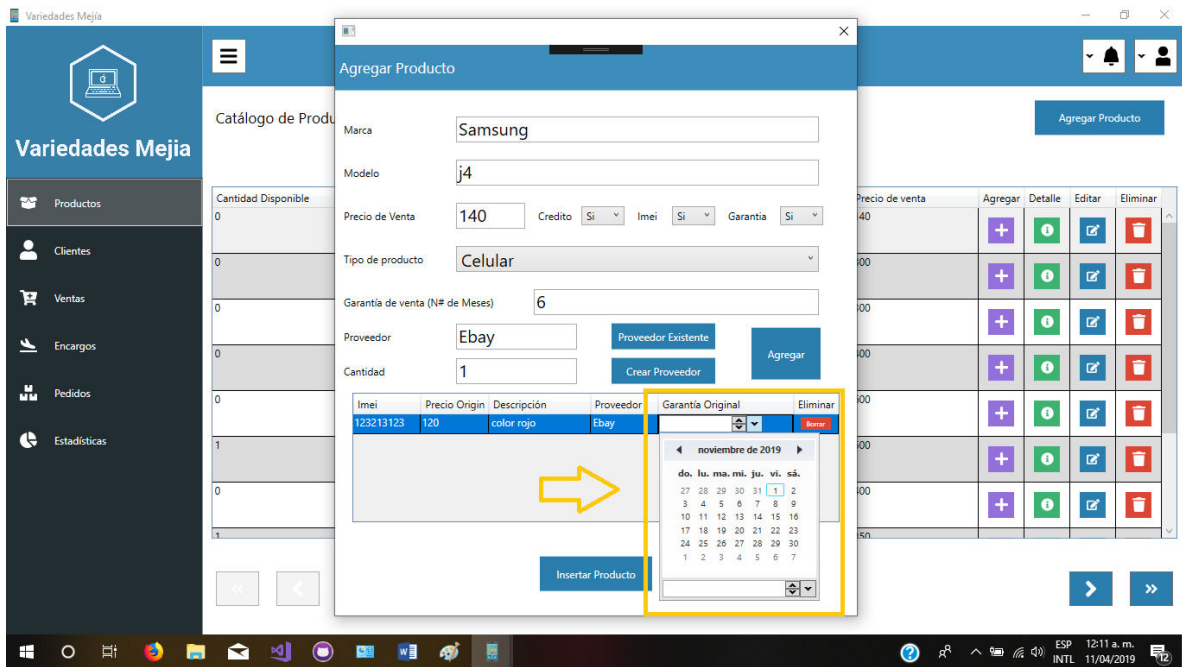 Variedades Mejía
Agregar Producto
Variedades Mejia
Catálogo de Produ
Agregar Producto
Productos
Clientes
Ventas
Encargos
Pedidos
Estadísticas
Marca
Samsung
Modelo
j4
Precio de Venta
140
Credito Si Imei Si Garantia Si
Tipo de producto
Celular
Garantía de venta (N# de Meses)
6
Proveedor
Ebay
Proveedor Existente
Agregar
Cantidad
1
Crear Proveedor
Imei Precio Origin Descripción Proveedor Garantía Original Eliminar
123213123 120 color rojo Ebay Borrar
noviembre de 2019
do. lu. ma. mi. ju. vi. sá.
27 28 29 30 31 1 2
3 4 5 6 7 8 9
10 11 12 13 14 15 16
17 18 19 20 21 22 23
24 25 26 27 28 29 30
1 2 3 4 5 6 7
Insertar Producto
Cantidad Disponible
0
0
0
0
0
1
0
1
Precio de venta Agregar Detalle Editar Eliminar
40
00
00
00
00
00
00
50
ESP
INTL
12:11 a. m.
11/04/2019
12